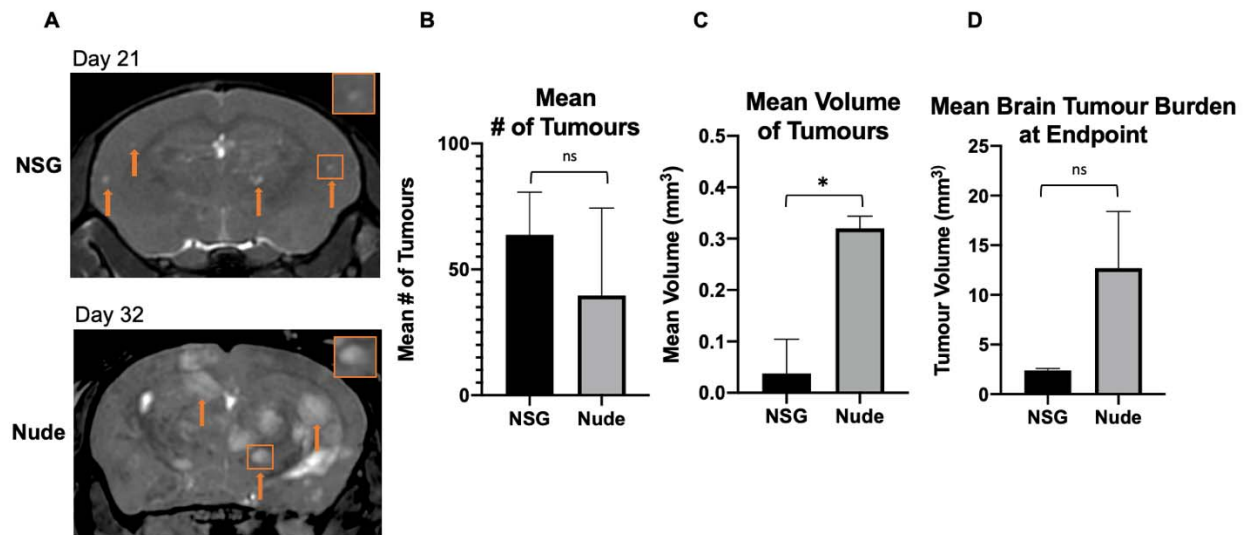 A
Day 21
NSG
Day 32
Nude
B
Mean
# of Tumours
Mean # of Tumours
100
50
0
ns
NSG
Nude
C
Mean Volume
of Tumours
Mean Volume (mm³)
0.5
0.4
0.3
0.2
0.1
0.0
*
NSG
Nude
D
Mean Brain Tumour Burden
at Endpoint
Tumour Volume (mm³)
25
20
15
10
5
0
ns
NSG
Nude